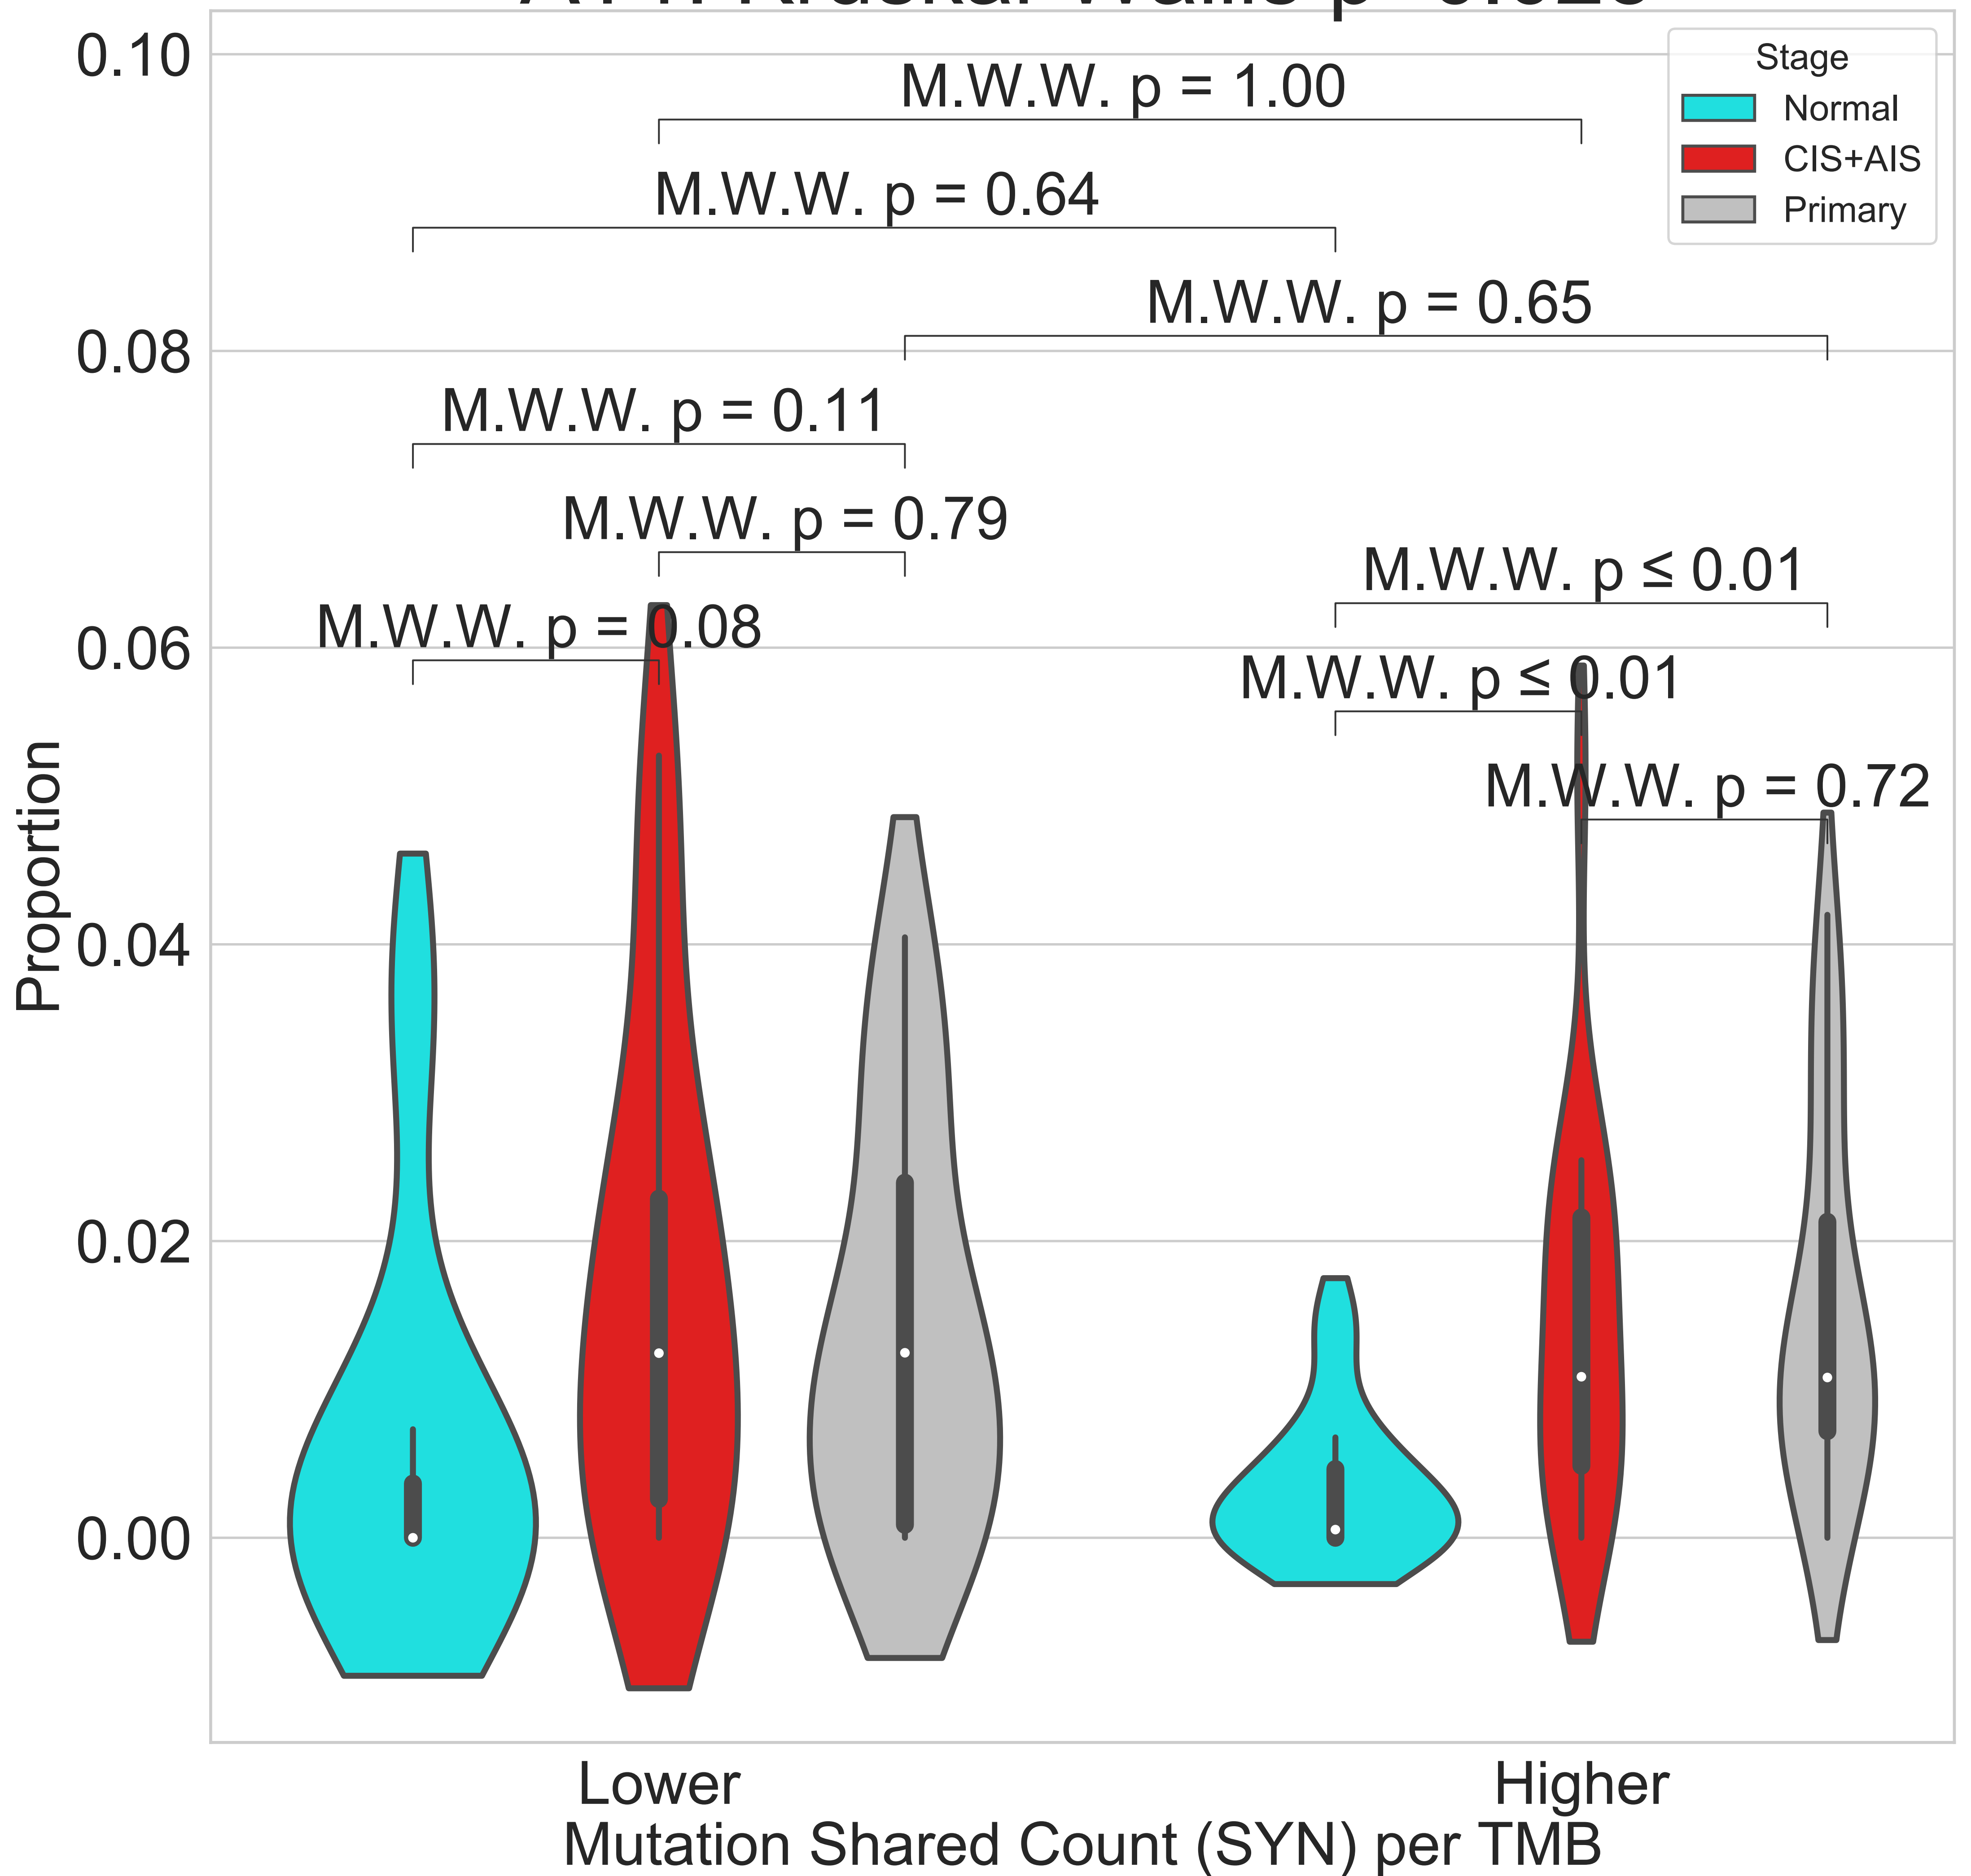 0.10
0.08
0.06
0.04
0.02
0.00
Proportion
M.W.W. p = 1.00
M.W.W. p = 0.64
M.W.W. p = 0.65
M.W.W. p = 0.11
M.W.W. p = 0.79
M.W.W. p = 0.08
M.W.W. p ≤ 0.01
M.W.W. p ≤ 0.01
M.W.W. p = 0.72
Stage
Normal
CIS+AIS
Primary
Lower
Higher
Mutation Shared Count (SYN) per TMB